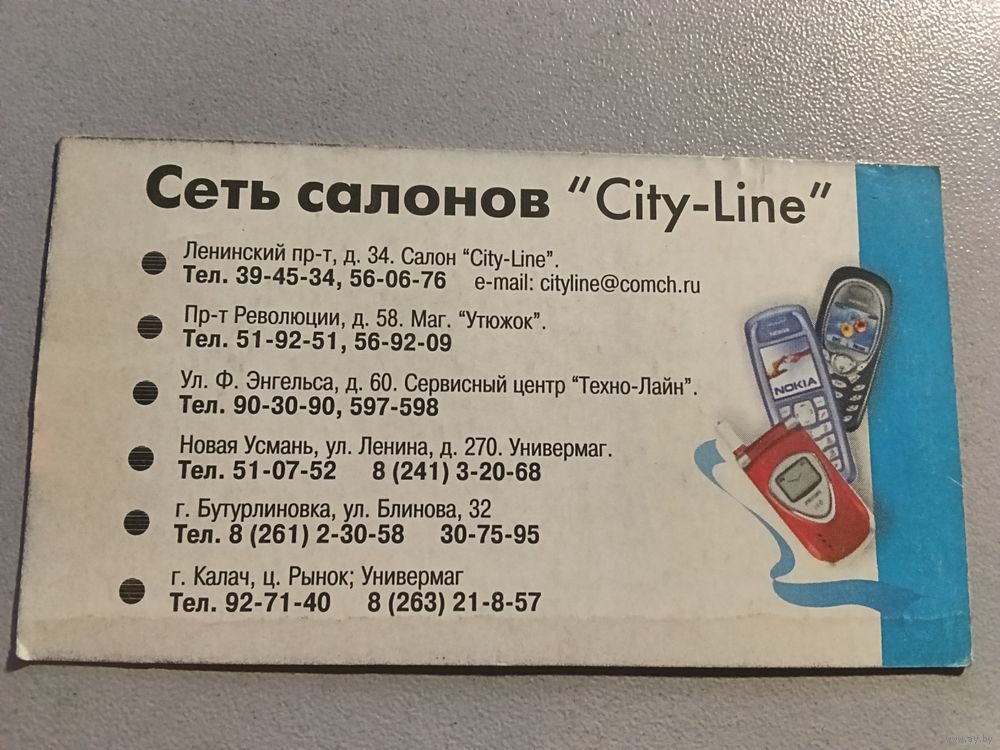 Сеть салонов "City-Line"
Ленинский пр-т, д. 34. Салон "City-Line".
Тел. 39-45-34, 56-06-76 e-mail: cityline@comch.ru
Пр-т Революции, д. 58. Маг. "Утюжок".
Тел. 51-92-51, 56-92-09
Ул. Ф. Энгельса, д. 60. Сервисный центр "Техно-Лайн".
Тел. 90-30-90, 597-598
Новая Усмань, ул. Ленина, д. 270. Универмаг.
Тел. 51-07-52 8 (241) 3-20-68
г. Бутурлиновка, ул. Блинова, 32
Тел. 8 (261) 2-30-58 30-75-95
г. Калач, ц. Рынок; Универмаг
Тел. 92-71-40 8 (263) 21-8-57
NOKIA
NOKIA
www.ay.by